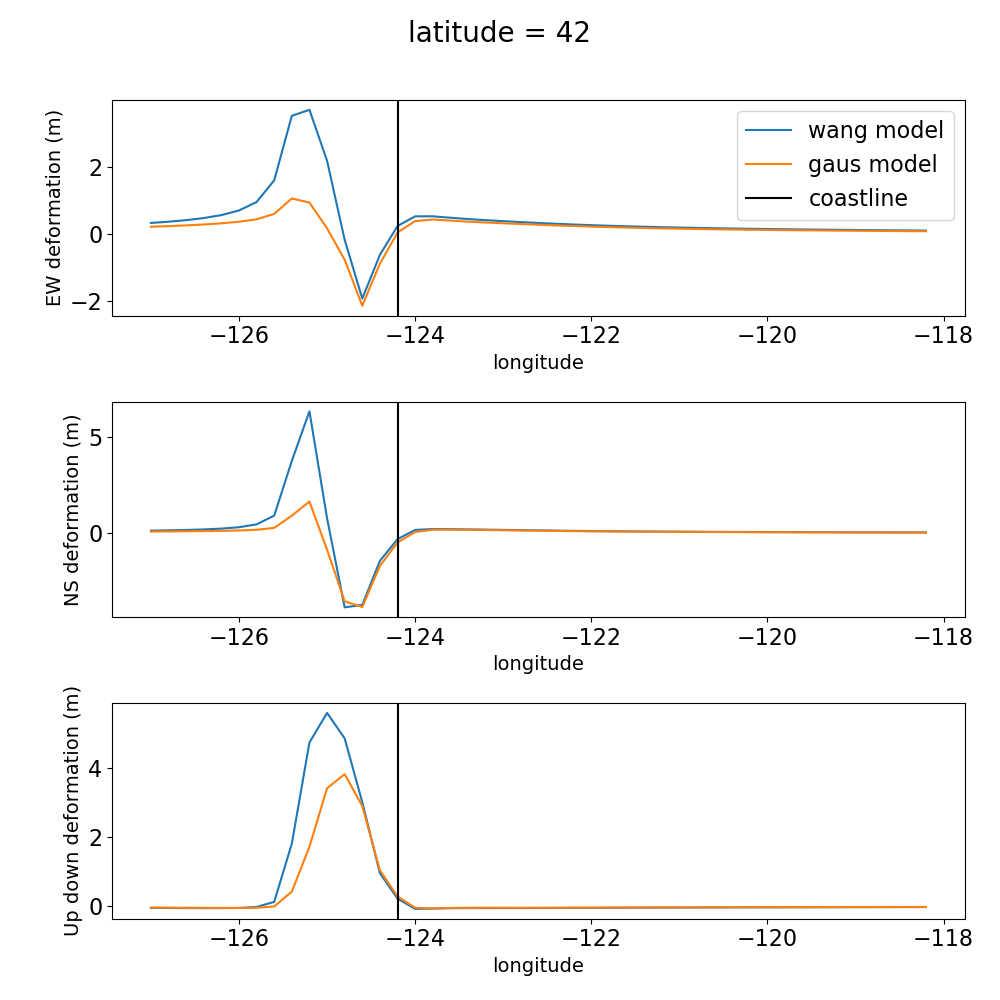 latitude = 42
EW deformation (m)
2
0
−2
wang model
gaus model
coastline
−126 −124 −122 −120 −118
longitude
NS deformation (m)
5
0
−126 −124 −122 −120 −118
longitude
Up down deformation (m)
4
2
0
−126 −124 −122 −120 −118
longitude